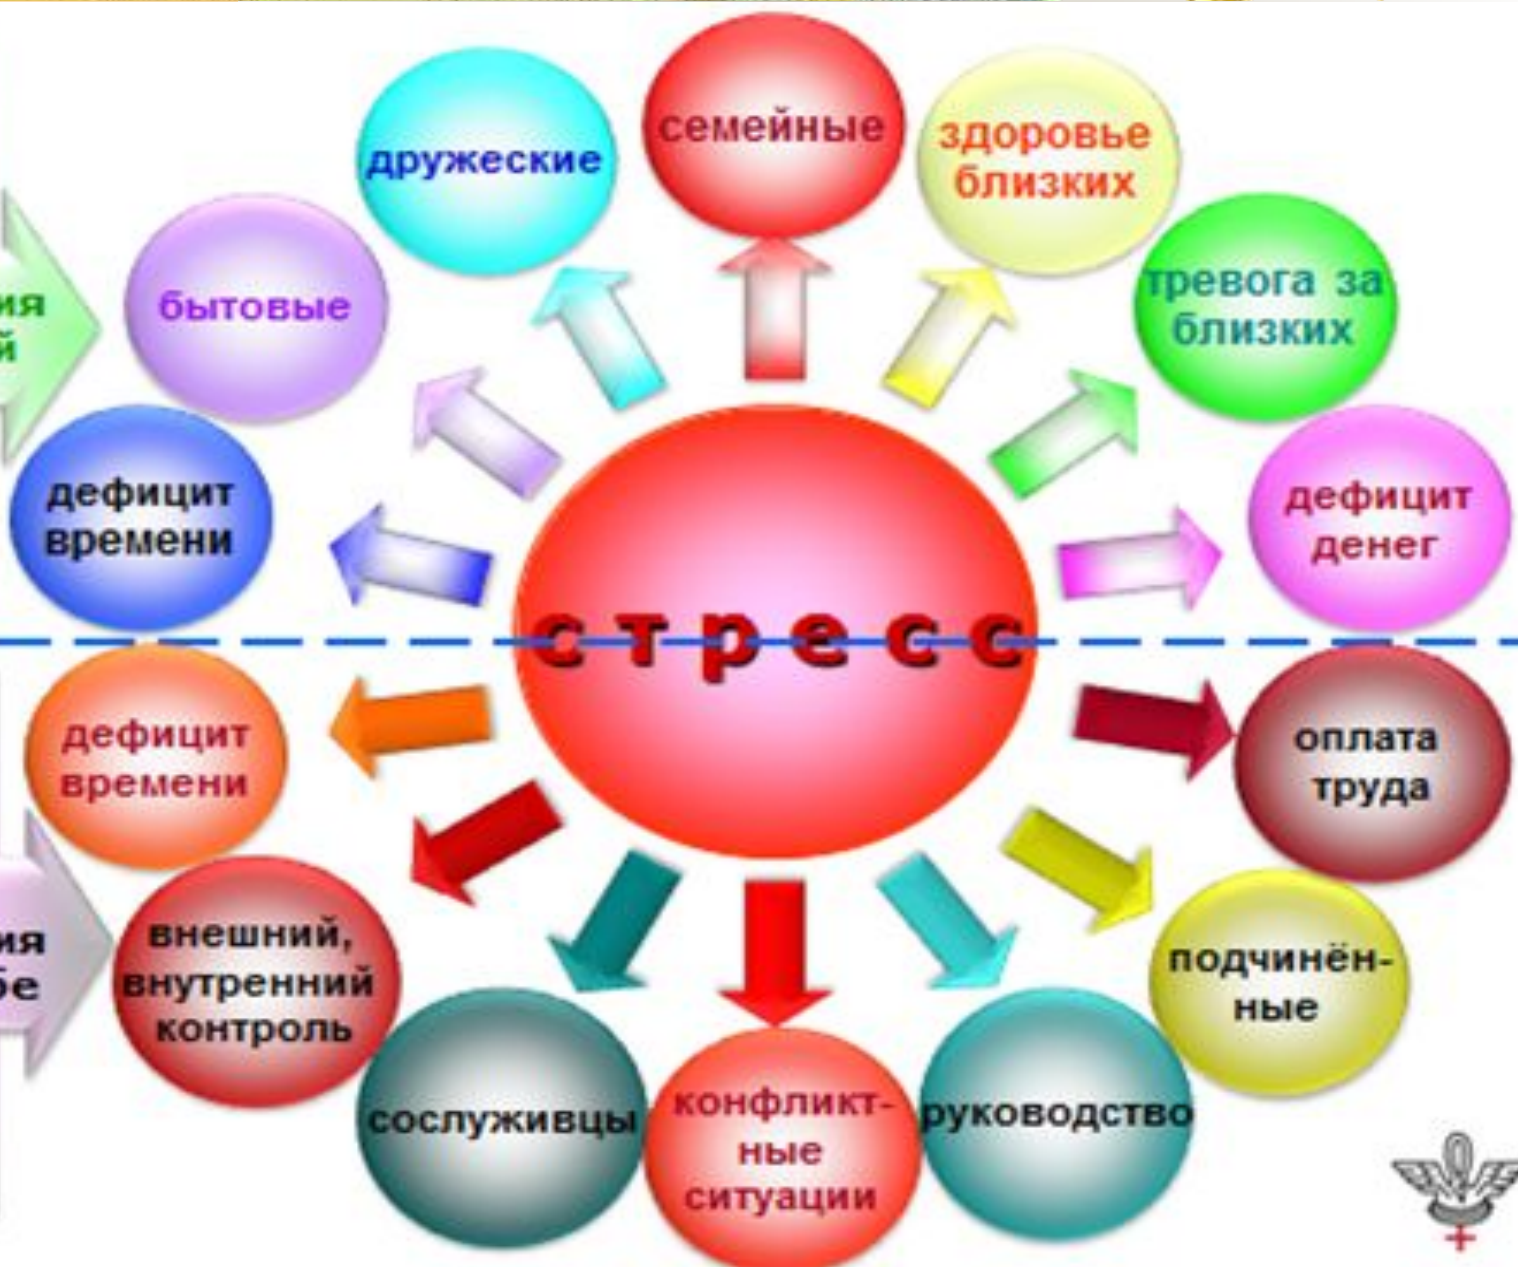 семейные
дружеские
здоровье
близких
тревога за
близких
бытовые
дефицит
времени
дефицит
денег
стресс
дефицит
времени
оплата
труда
внешний,
внутренний
контроль
подчинён-
ные
сослуживцы
конфликт-
ные
ситуации
руководство